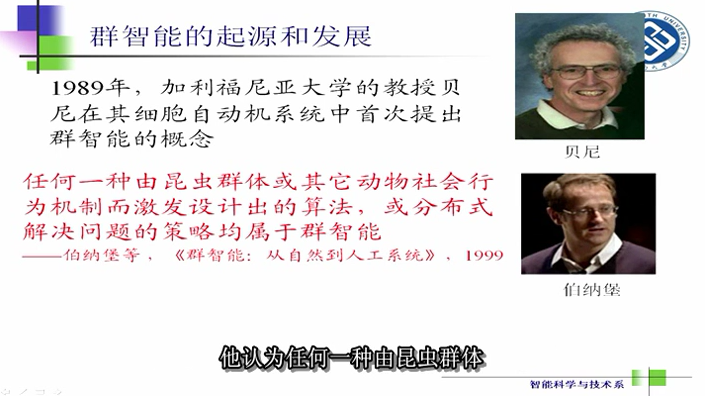 群智能的起源和发展
1989年，加利福尼亚大学的教授贝
尼在其细胞自动机系统中首次提出
群智能的概念
任何一种由昆虫群体或其它动物社会行
为机制而激发设计出的算法，或分布式
解决问题的策略均属于群智能
——伯纳堡等，《群智能：从自然到人工系统》，1999
贝尼
伯纳堡
他认为任何一种由昆虫群体
智能科学与技术系